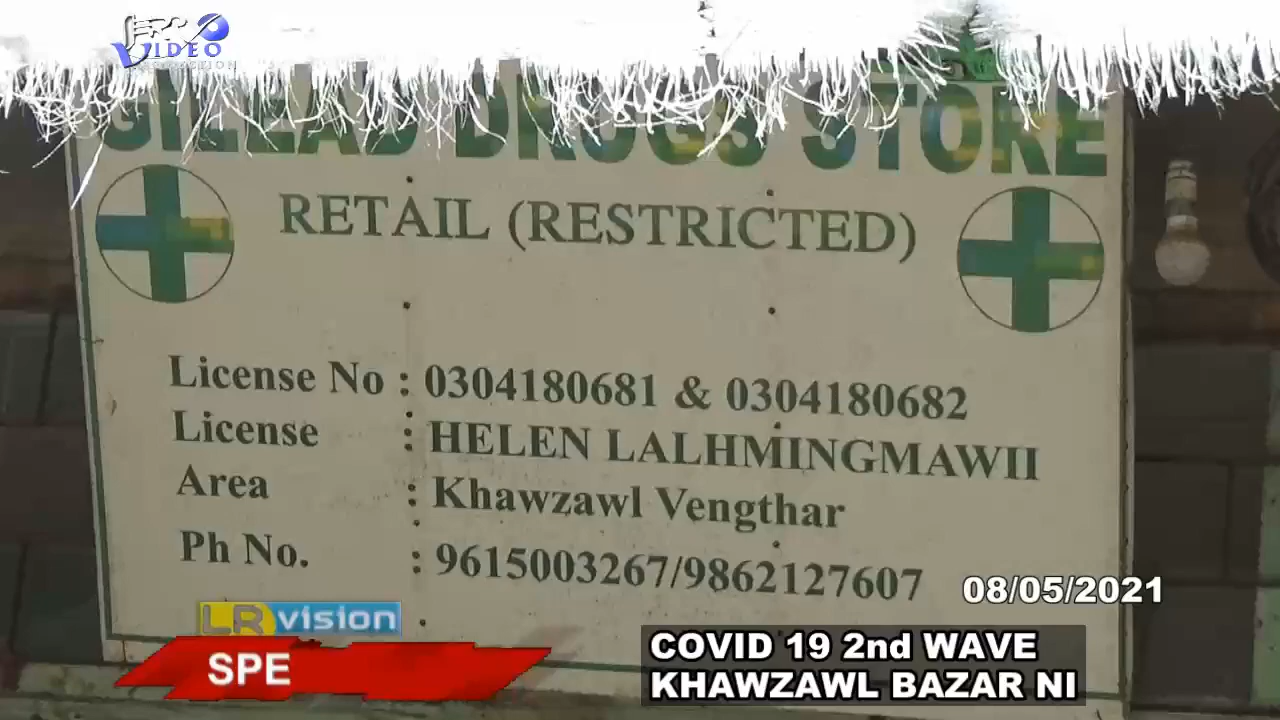 VIDEO
GILEAD DRUGS STORE
RETAIL (RESTRICTED)
License No : 0304180681 & 0304180682
License : HELEN LALHMINGMAWII
Area : Khawzawl Vengthar
Ph No. : 9615003267/9862127607
08/05/2021
LR vision
SPE
COVID 19 2nd WAVE
KHAWZAWL BAZAR NI